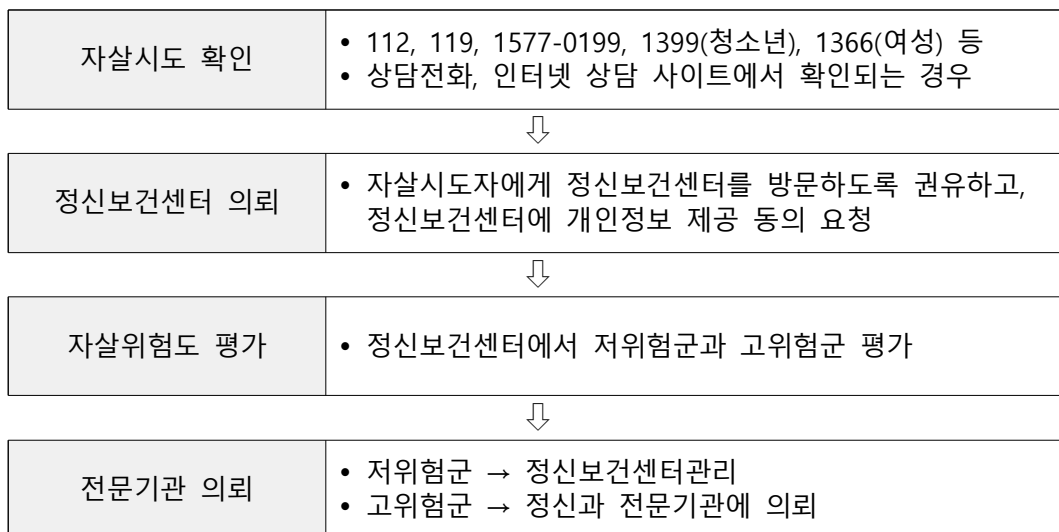 자살시도 확인
• 112, 119, 1577-0199, 1399(청소년), 1366(여성) 등
• 상담전화, 인터넷 상담 사이트에서 확인되는 경우
⇩
정신보건센터 의뢰
• 자살시도자에게 정신보건센터를 방문하도록 권유하고,
정신보건센터에 개인정보 제공 동의 요청
⇩
자살위험도 평가
• 정신보건센터에서 저위험군과 고위험군 평가
⇩
전문기관 의뢰
• 저위험군 → 정신보건센터관리
• 고위험군 → 정신과 전문기관에 의뢰